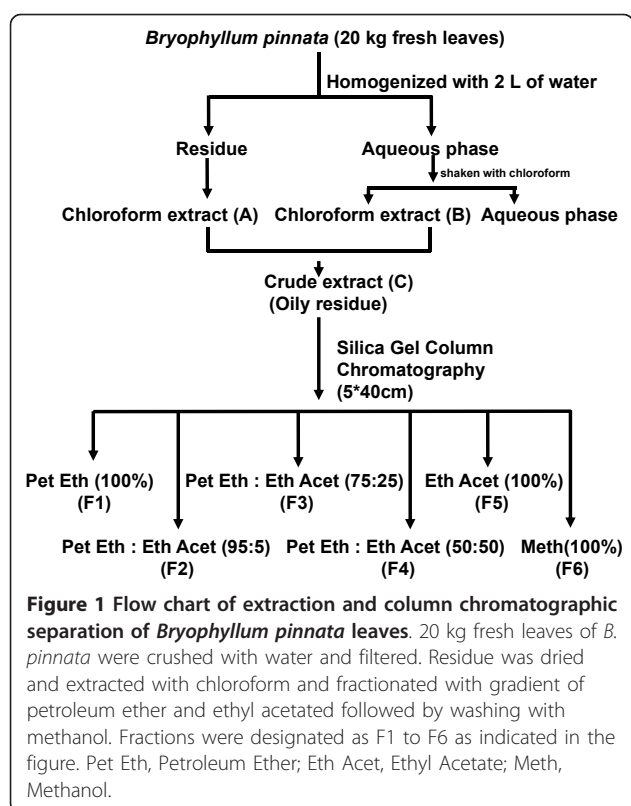 Bryophyllum pinnata (20 kg fresh leaves)
Homogenized with 2 L of water
Residue
Aqueous phase
shaken with chloroform
Chloroform extract (A)
Chloroform extract (B)
Aqueous phase
Crude extract (C)
(Oily residue)
Silica Gel Column
Chromatography
(5*40cm)
Pet Eth (100%)
(F1)
Pet Eth : Eth Acet (75:25)
(F3)
Eth Acet (100%)
(F5)
Pet Eth : Eth Acet (95:5)
(F2)
Pet Eth : Eth Acet (50:50)
(F4)
Meth(100%)
(F6)
Figure 1 Flow chart of extraction and column chromatographic
separation of Bryophyllum pinnata leaves. 20 kg fresh leaves of B.
pinnata were crushed with water and filtered. Residue was dried
and extracted with chloroform and fractionated with gradient of
petroleum ether and ethyl acetated followed by washing with
methanol. Fractions were designated as F1 to F6 as indicated in the
figure. Pet Eth, Petroleum Ether; Eth Acet, Ethyl Acetate; Meth,
Methanol.